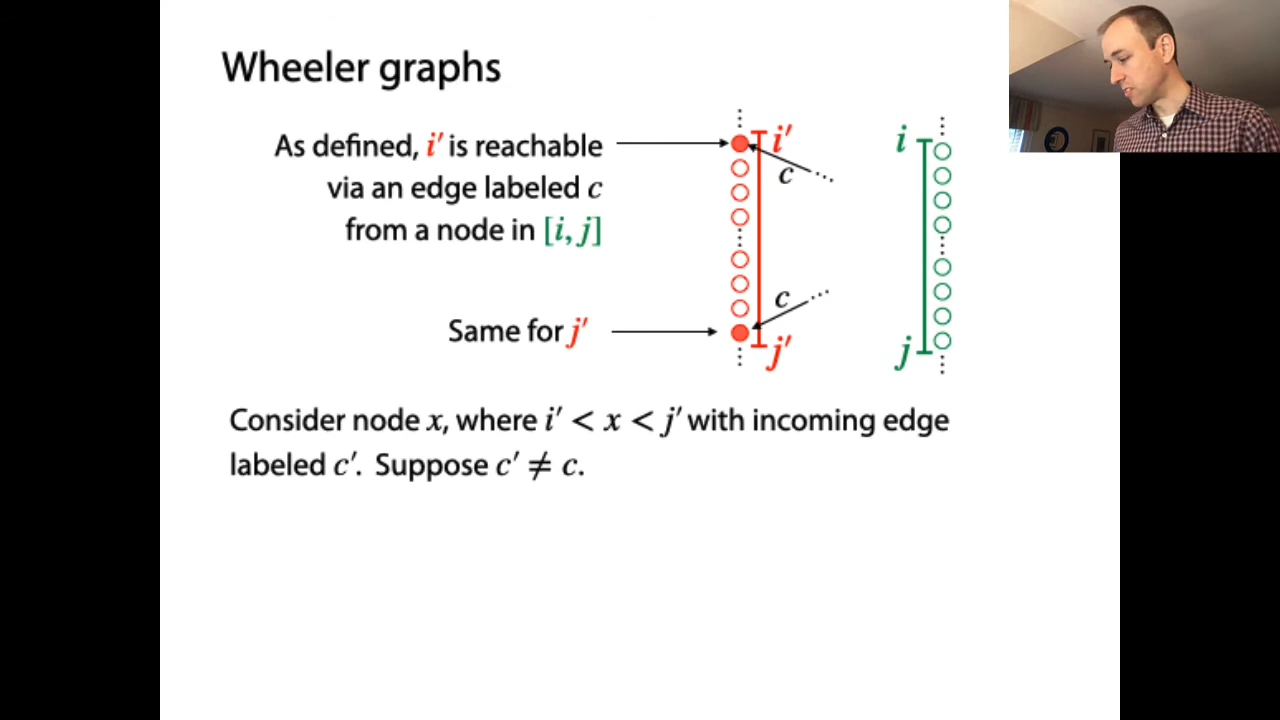 Wheeler graphs
As defined, i′ is reachable
via an edge labeled c
from a node in [i, j]
Same for j′
i′
c
c
j′
i
j
Consider node x, where i′ < x < j′ with incoming edge
labeled c′. Suppose c′ ≠ c.